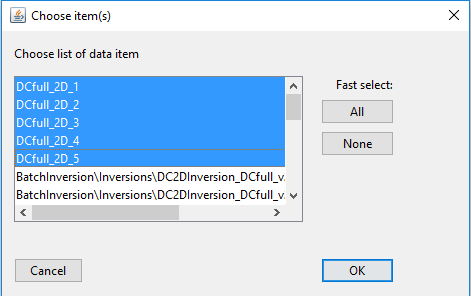 Choose item(s)
Choose list of data item
DCfull_2D_1
DCfull_2D_2
DCfull_2D_3
DCfull_2D_4
DCfull_2D_5
BatchInversion\Inversions\DC2DInversion_DCfull_v.
BatchInversion\Inversions\DC2DInversion_DCfull_v.
Fast select:
All
None
Cancel
OK